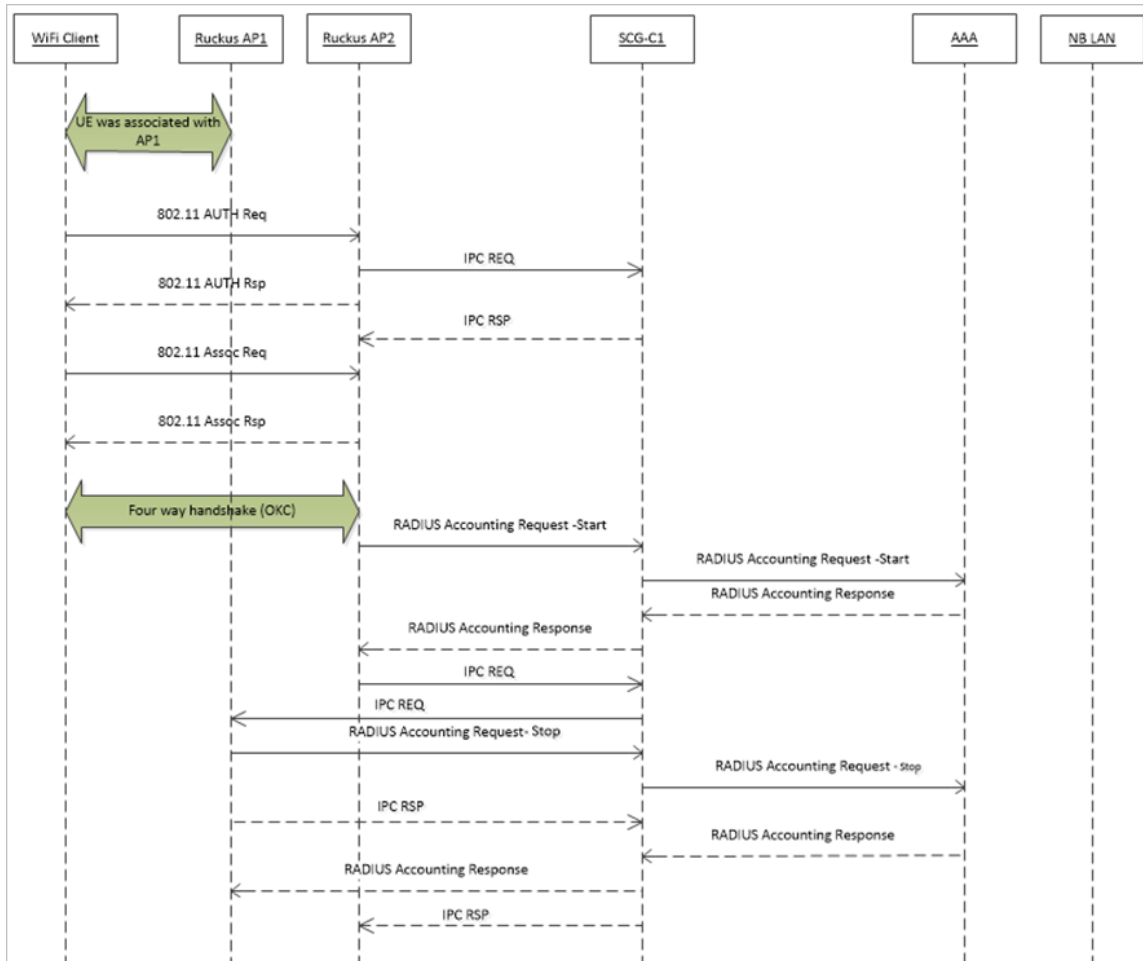 WiFi Client
Ruckus AP1
Ruckus AP2
SCG-C1
AAA
NB LAN
UE was associated with
AP1
802.11 AUTH Req
IPC REQ
802.11 AUTH Rsp
IPC RSP
802.11 Assoc Req
802.11 Assoc Rsp
Four way handshake (OKC)
RADIUS Accounting Request -Start
RADIUS Accounting Request -Start
RADIUS Accounting Response
RADIUS Accounting Response
IPC REQ
IPC REQ
RADIUS Accounting Request- Stop
RADIUS Accounting Request - Stop
IPC RSP
RADIUS Accounting Response
RADIUS Accounting Response
IPC RSP